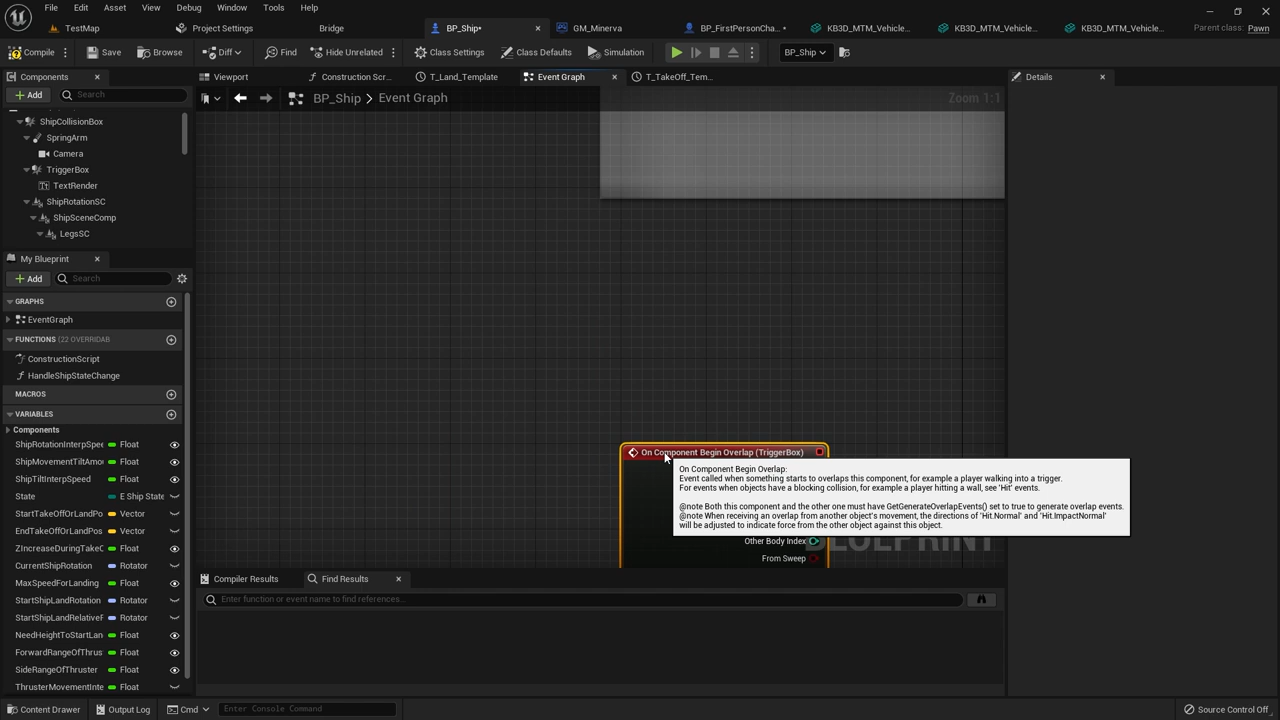 File Edit Asset View Debug Window Tools Help
TestMap Project Settings Bridge BP_Ship* GM_Minerva BP_FirstPersonCha...* KB3D_MTM_Vehicle... KB3D_MTM_Vehicle... KB3D_MTM_Vehicle... Parent class: Pawn
Compile Save Browse Diff Find Hide Unrelated Class Settings Class Defaults Simulation BP_Ship
Components Viewport Construction Scr... T_Land_Template Event Graph T_TakeOff_Tem... Details
Add Search BP_Ship > Event Graph Zoom 1:1
ShipCollisionBox
SpringArm
Camera
TriggerBox
TextRender
ShipRotationSC
ShipSceneComp
LegsSC
My Blueprint
Add Search
GRAPHS
EventGraph
FUNCTIONS (22 OVERRIDAB
ConstructionScript
HandleShipStateChange
MACROS
VARIABLES
Components
ShipRotationInterpSpee Float
ShipMovementTiltAmo Float
ShipTiltInterpSpeed Float
State E Ship State
StartTakeOffOrLandPos Vector
EndTakeOffOrLandPos Vector
ZIncreaseDuringTakeC Float
CurrentShipRotation Rotator
MaxSpeedForLanding Float
StartShipLandRotation Rotator
StartShipLandRelativeF Rotator
NeedHeightToStartLan Float
ForwardRangeOfThrus Float
SideRangeOfThruster Float
ThrusterMovementInte Float
On Component Begin Overlap (TriggerBox)
On Component Begin Overlap:
Event called when something starts to overlaps this component, for example a player walking into a trigger.
For events when objects have a blocking collision, for example a player hitting a wall, see 'Hit' events.
@note Both this component and the other one must have GetGenerateOverlapEvents() set to true to generate overlap events.
@note When receiving an overlap from another object's movement, the directions of 'Hit.Normal' and 'Hit.ImpactNormal'
will be adjusted to indicate force from the other object against this object.
Other Body Index
BLUEPRINT
From Sweep
Compiler Results Find Results
Enter function or event name to find references...
Content Drawer Output Log Cmd Enter Console Command Source Control Off